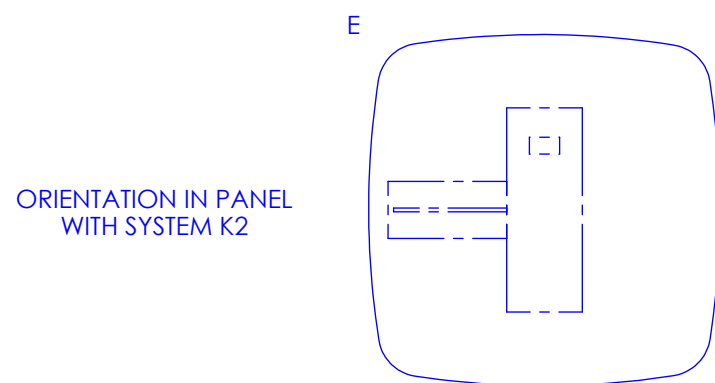 E
ORIENTATION IN PANEL
WITH SYSTEM K2